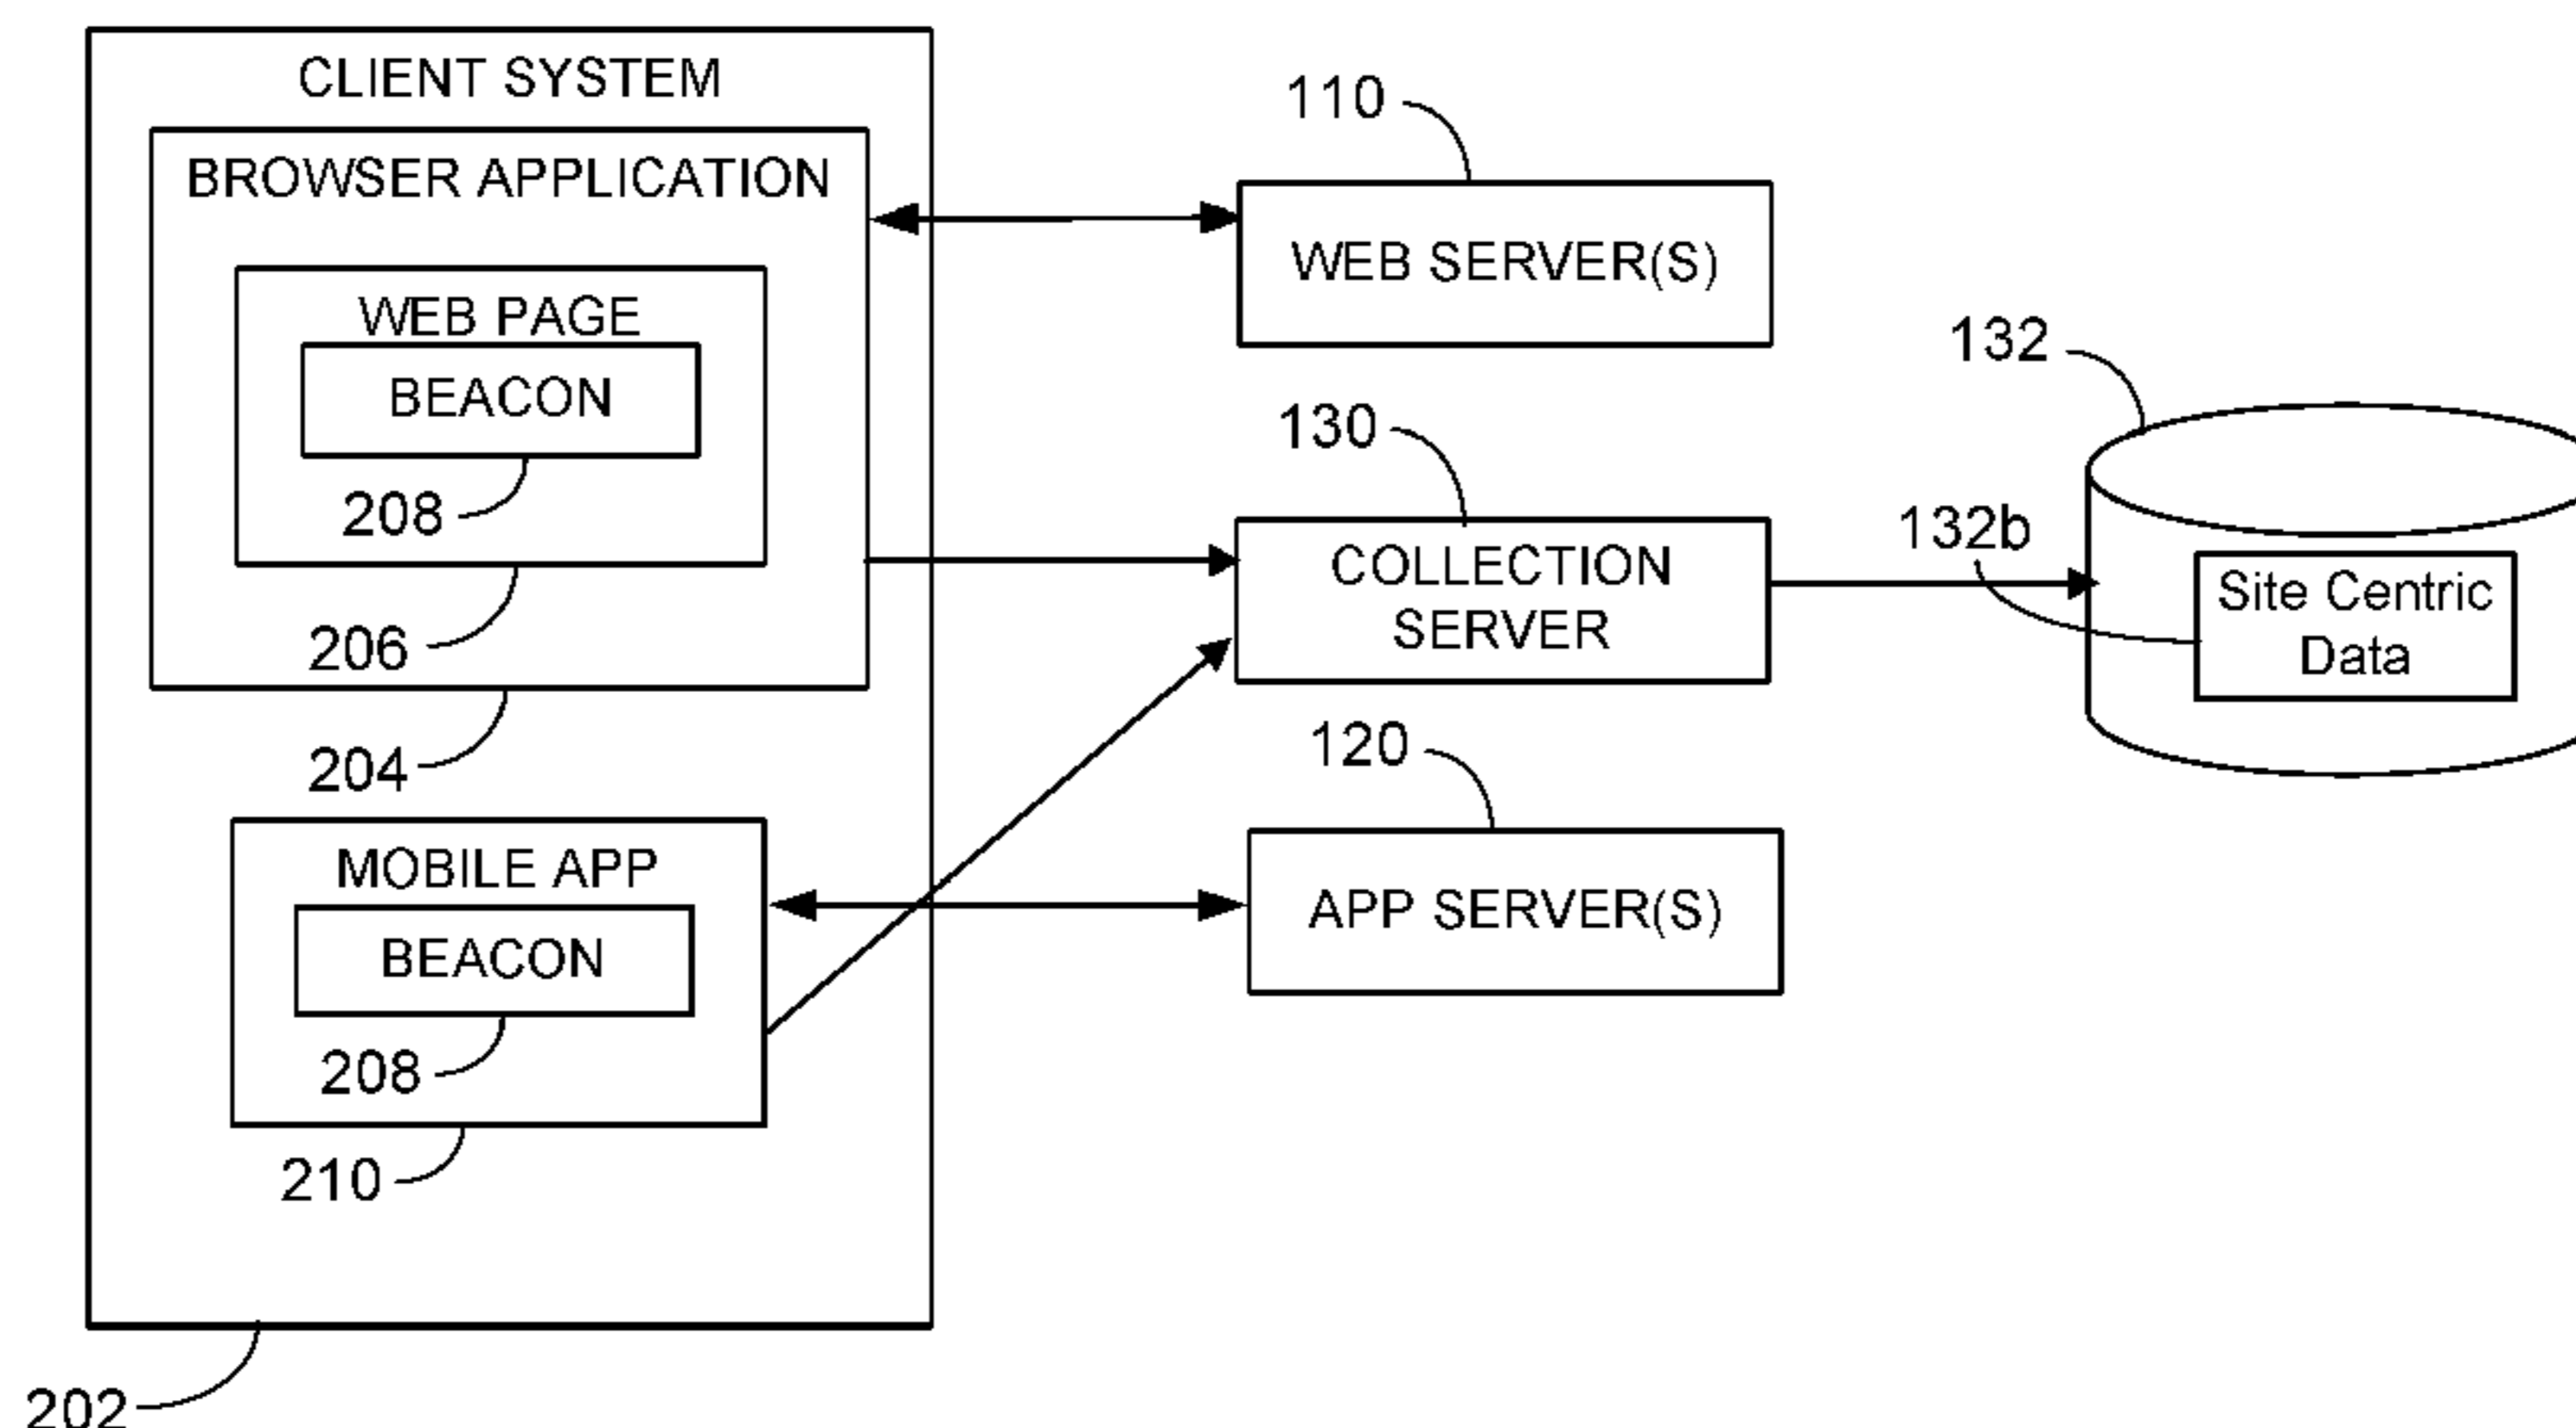 CLIENT SYSTEM
BROWSER APPLICATION
WEB PAGE
BEACON
208
206
204
MOBILE APP
BEACON
208
210
202
110
WEB SERVER(S)
130
COLLECTION
SERVER
120
APP SERVER(S)
132
132b
Site Centric
Data